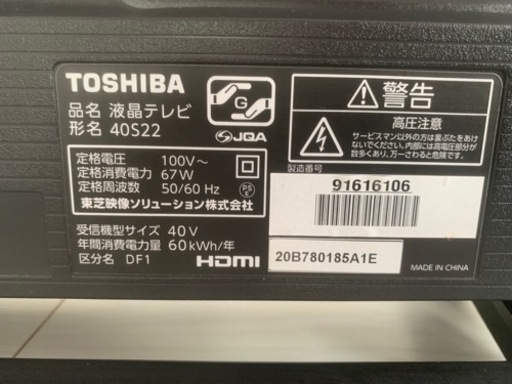 TOSHIBA
品名 液晶テレビ
形名 40S22
G
JQA
定格電圧 100V～
定格消費電力 67W
定格周波数 50/60 Hz
PSE
東芝映像ソリューション株式会社
受信機型サイズ 40V
年間消費電力量 60kWh/年
区分名 DF1
HDMI
警告
高圧注意
サービスマン以外の方は裏ぶたをあけ
ないでください。内部には高電圧部分が
数多くあり、万一さわると危険です。
製造番号
91616106
20B780185A1E
MADE IN CHINA